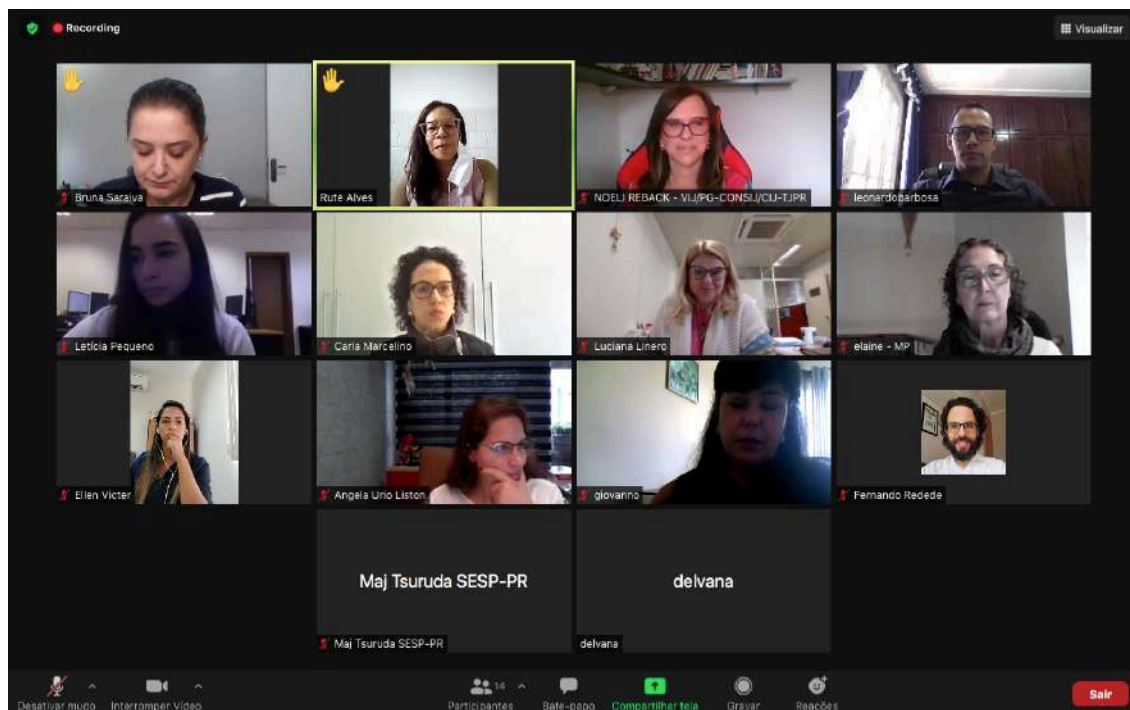 Recording
Visualizar
Bruna Saraiva
Rute Alves
NOELI REBACK - VIJ/PG-CONSIJ/CIJ-TJPR
leonardobarbosa
Letícia Pequeno
Carla Marcelino
Luciana Linero
elaine - MP
Ellen Victer
Angela Urio Liston
giovanno
Fernando Redede
Maj Tsuruda SESP-PR
delvana
Maj Tsuruda SESP-PR
delvana
14
Desativar mudo
Interromper Vídeo
Participantes
Bate-papo
Compartilhar tela
Gravar
Reações
Sair